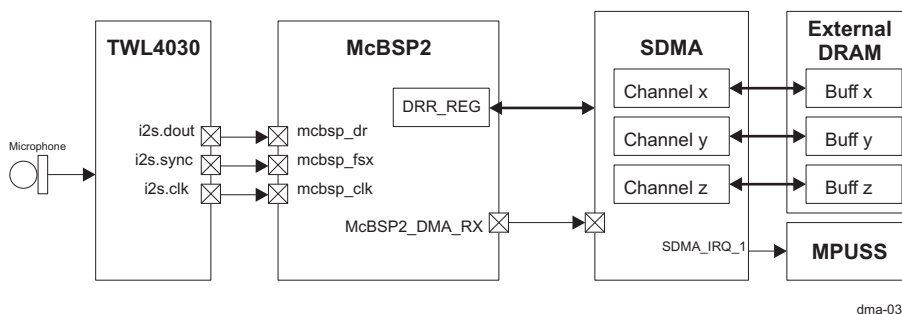 TWL4030
McBSP2
SDMA
External
DRAM
DRR_REG
Channel x
Buff x
Channel y
Buff y
Channel z
Buff z
Microphone
i2s.dout
mcbsp_dr
i2s.sync
mcbsp_fsx
i2s.clk
mcbsp_clk
McBSP2_DMA_RX
SDMA_IRQ_1
MPUSS
dma-03